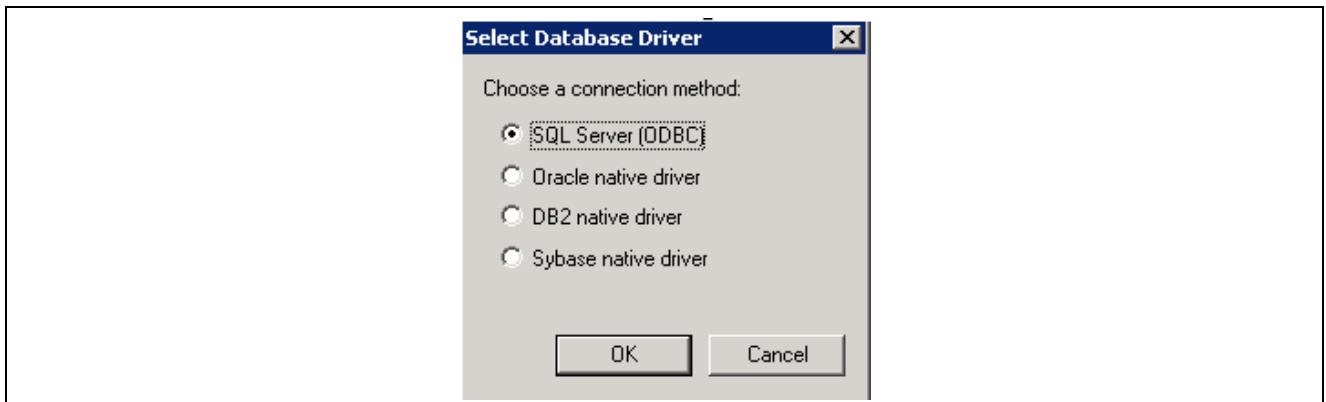 Select Database Driver
Choose a connection method:
SQL Server (ODBC)
Oracle native driver
DB2 native driver
Sybase native driver
OK Cancel